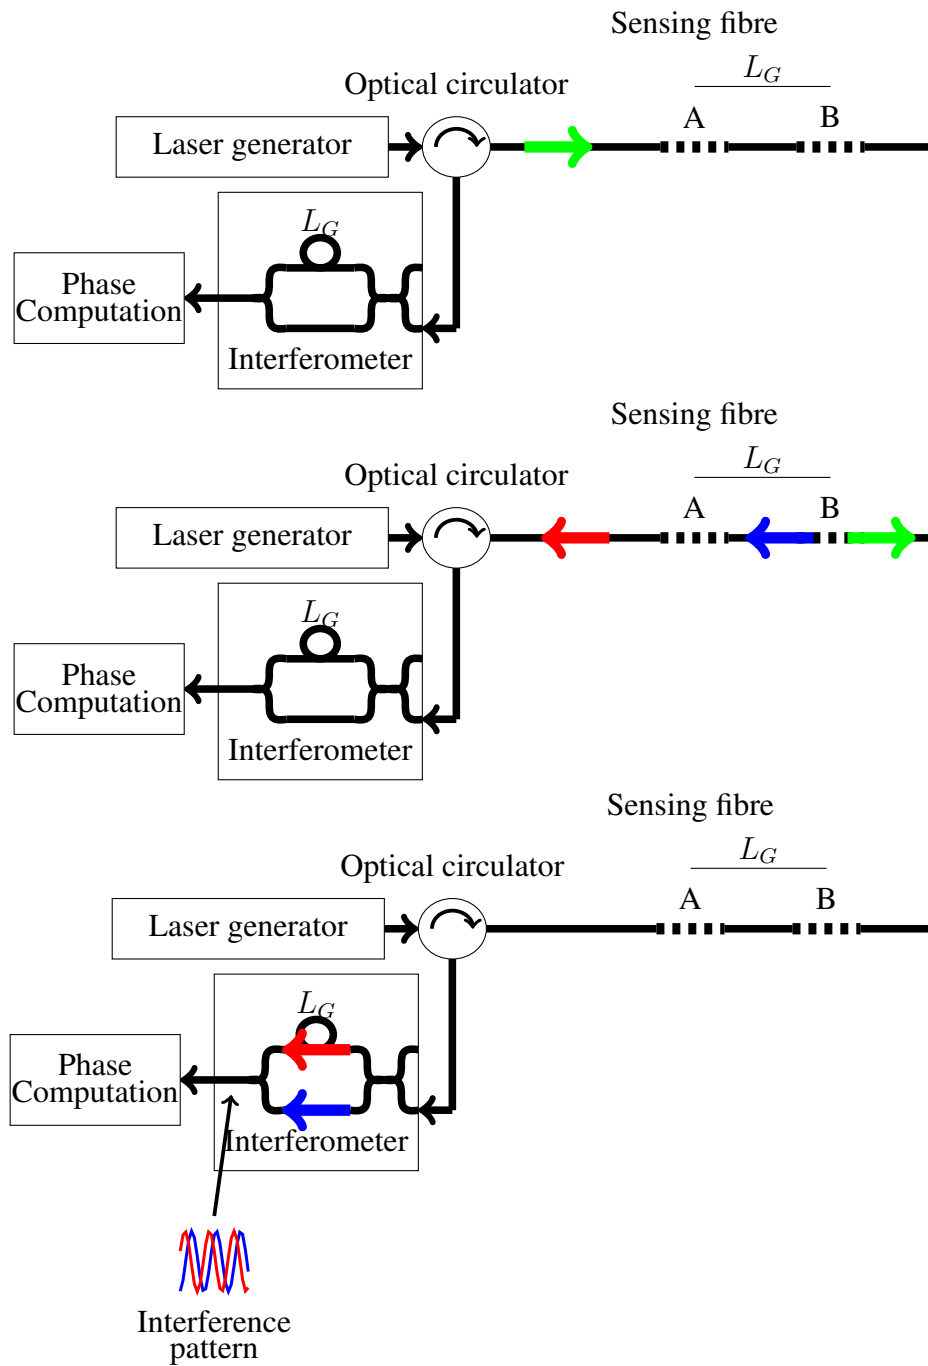 Sensing fibre
L_G
Optical circulator
A
B
Laser generator
L_G
Phase
Computation
Interferometer
Sensing fibre
L_G
Optical circulator
A
B
Laser generator
L_G
Phase
Computation
Interferometer
Sensing fibre
L_G
Optical circulator
A
B
Laser generator
L_G
Phase
Computation
Interferometer
Interference
pattern